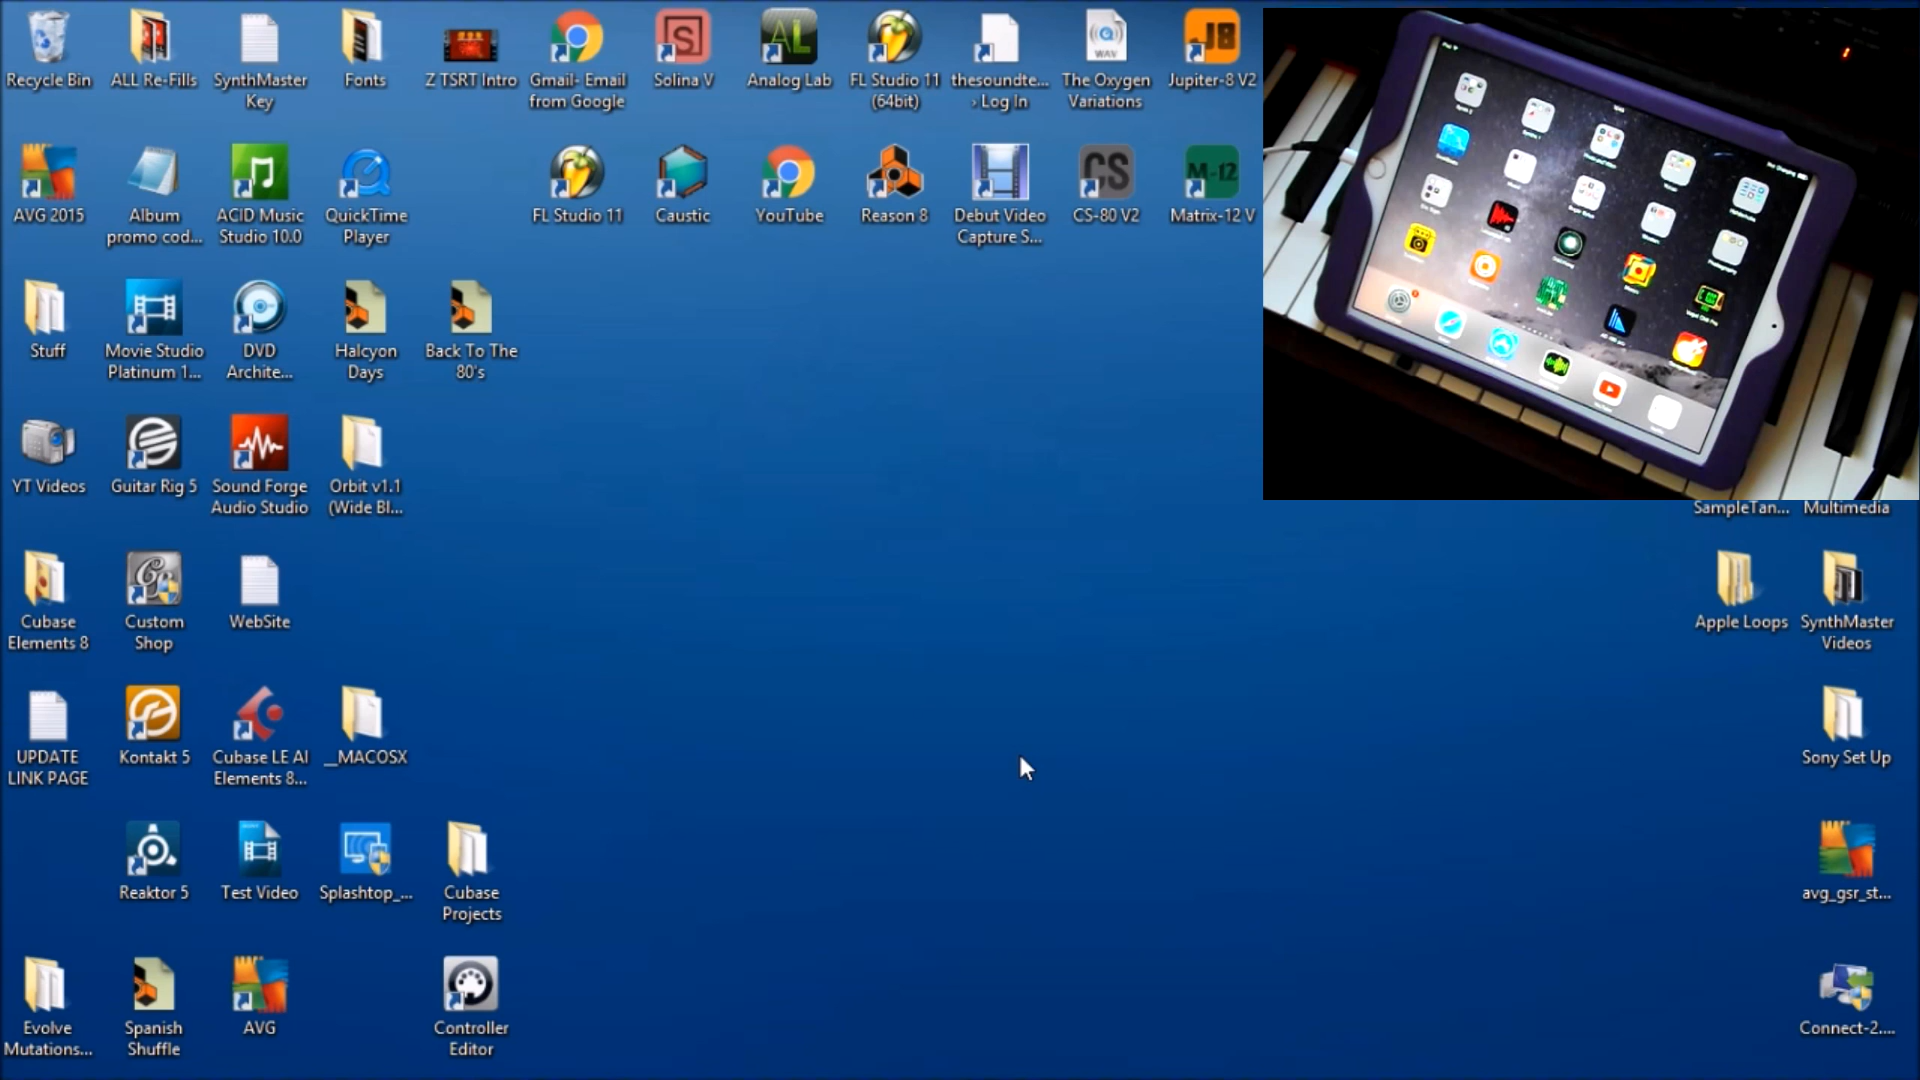 Recycle Bin
ALL Re-Fills
SynthMaster
Key
Fonts
Z TSRT Intro
Gmail- Email
from Google
S
Solina V
AL
Analog Lab
FL Studio 11
(64bit)
thesoundte...
› Log In
WAV
The Oxygen
Variations
J8
Jupiter-8 V2
AVG 2015
Album
promo cod...
ACID Music
Studio 10.0
QuickTime
Player
FL Studio 11
Caustic
YouTube
Reason 8
Debut Video
Capture S...
CS
CS-80 V2
M-12
Matrix-12 V
Stuff
Movie Studio
Platinum 1...
DVD
Archite...
Halcyon
Days
Back To The
80's
YT Videos
Guitar Rig 5
Sound Forge
Audio Studio
Orbit v1.1
(Wide Bl...
SampleTan...
Multimedia
Cubase
Elements 8
Custom
Shop
WebSite
Apple Loops
SynthMaster
Videos
UPDATE
LINK PAGE
Kontakt 5
Cubase LE AI
Elements 8...
__MACOSX
Sony Set Up
Reaktor 5
Test Video
Splashtop_...
Cubase
Projects
avg_gsr_st...
Evolve
Mutations...
Spanish
Shuffle
AVG
Controller
Editor
Connect-2....